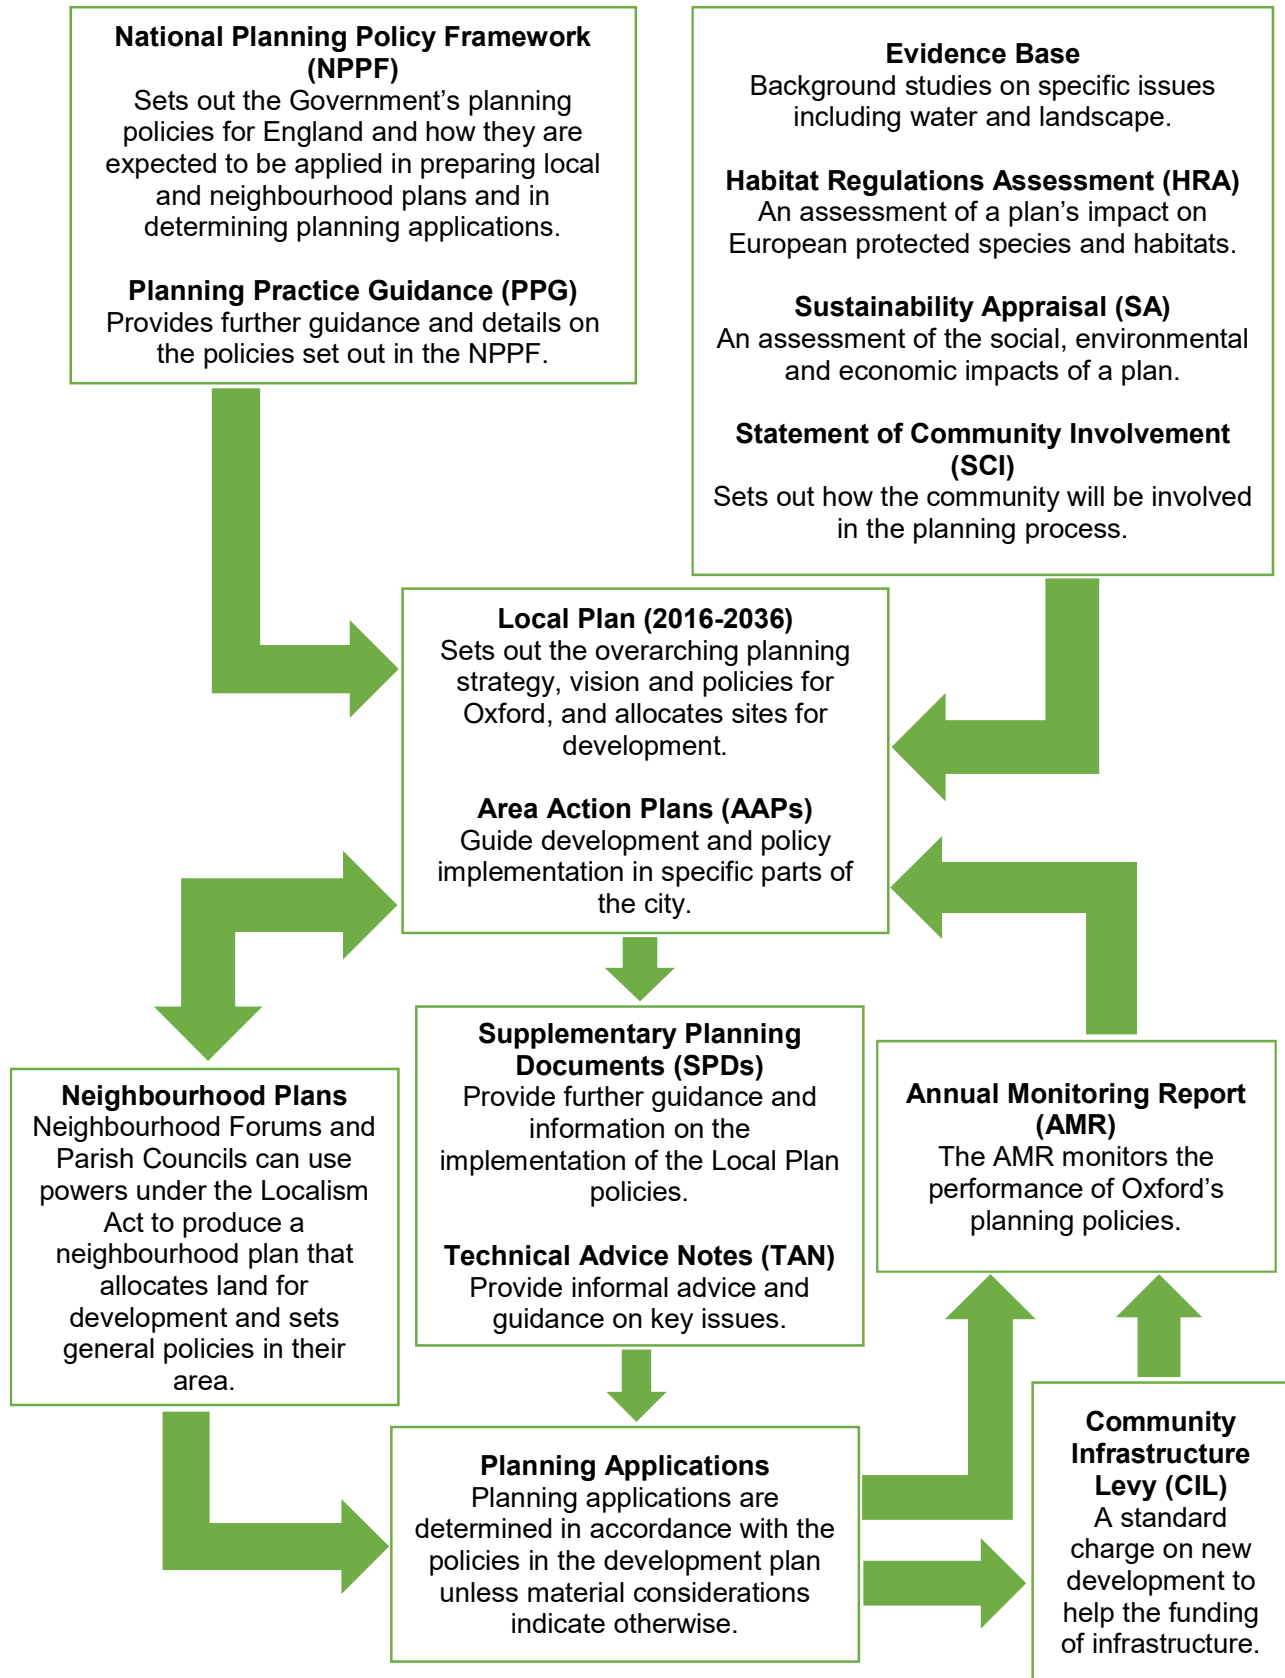 National Planning Policy Framework
(NPPF)
Sets out the Government’s planning
policies for England and how they are
expected to be applied in preparing local
and neighbourhood plans and in
determining planning applications.
Planning Practice Guidance (PPG)
Provides further guidance and details on
the policies set out in the NPPF.
Evidence Base
Background studies on specific issues
including water and landscape.
Habitat Regulations Assessment (HRA)
An assessment of a plan’s impact on
European protected species and habitats.
Sustainability Appraisal (SA)
An assessment of the social, environmental
and economic impacts of a plan.
Statement of Community Involvement
(SCI)
Sets out how the community will be involved
in the planning process.
Local Plan (2016-2036)
Sets out the overarching planning
strategy, vision and policies for
Oxford, and allocates sites for
development.
Area Action Plans (AAPs)
Guide development and policy
implementation in specific parts of
the city.
Neighbourhood Plans
Neighbourhood Forums and
Parish Councils can use
powers under the Localism
Act to produce a
neighbourhood plan that
allocates land for
development and sets
general policies in their
area.
Supplementary Planning
Documents (SPDs)
Provide further guidance and
information on the
implementation of the Local Plan
policies.
Technical Advice Notes (TAN)
Provide informal advice and
guidance on key issues.
Annual Monitoring Report
(AMR)
The AMR monitors the
performance of Oxford’s
planning policies.
Planning Applications
Planning applications are
determined in accordance with the
policies in the development plan
unless material considerations
indicate otherwise.
Community
Infrastructure
Levy (CIL)
A standard
charge on new
development to
help the funding
of infrastructure.